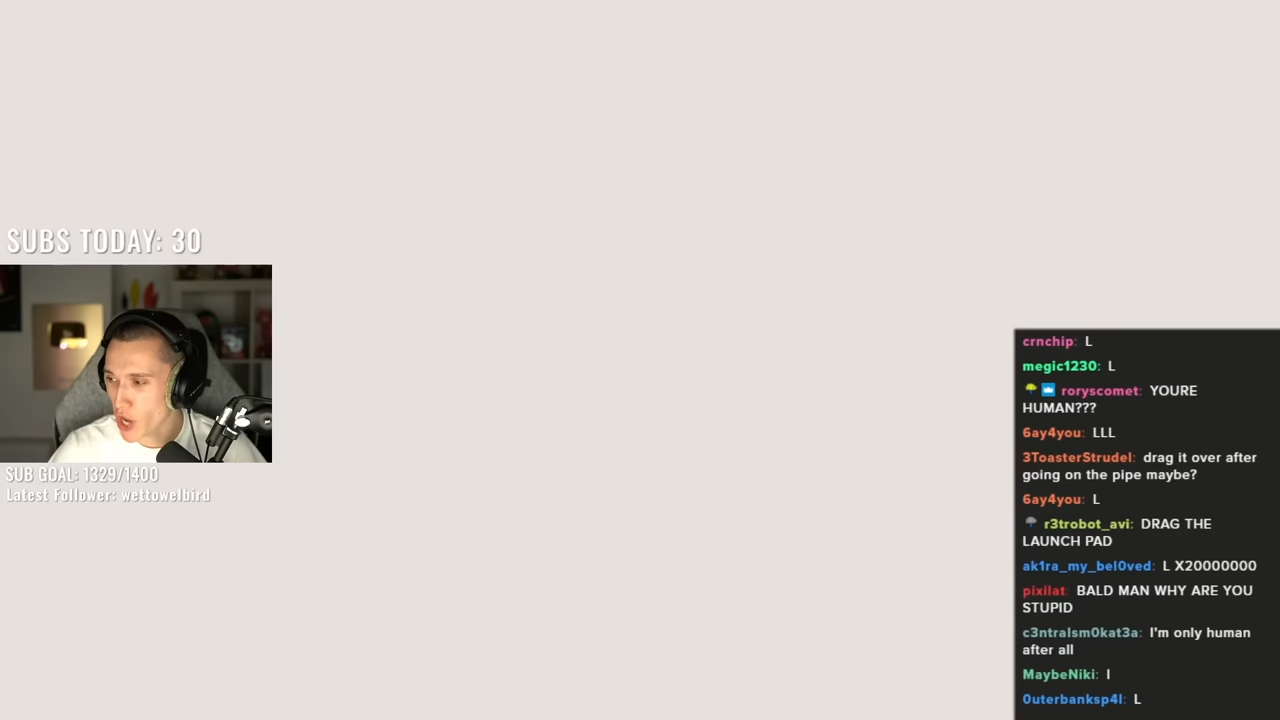 SUBS TODAY: 30
SUB GOAL: 1329/1400
Latest Follower: wettowelbird
crnchip: L
megic1230: L
roryscomet: YOURE
HUMAN???
6ay4you: LLL
3ToasterStrudel: drag it over after
going on the pipe maybe?
6ay4you: L
r3trobot_avi: DRAG THE
LAUNCH PAD
ak1ra_my_bel0ved: L X20000000
pixilat: BALD MAN WHY ARE YOU
STUPID
c3ntralsm0kat3a: I'm only human
after all
MaybeNiki: l
0uterbanksp4l: L